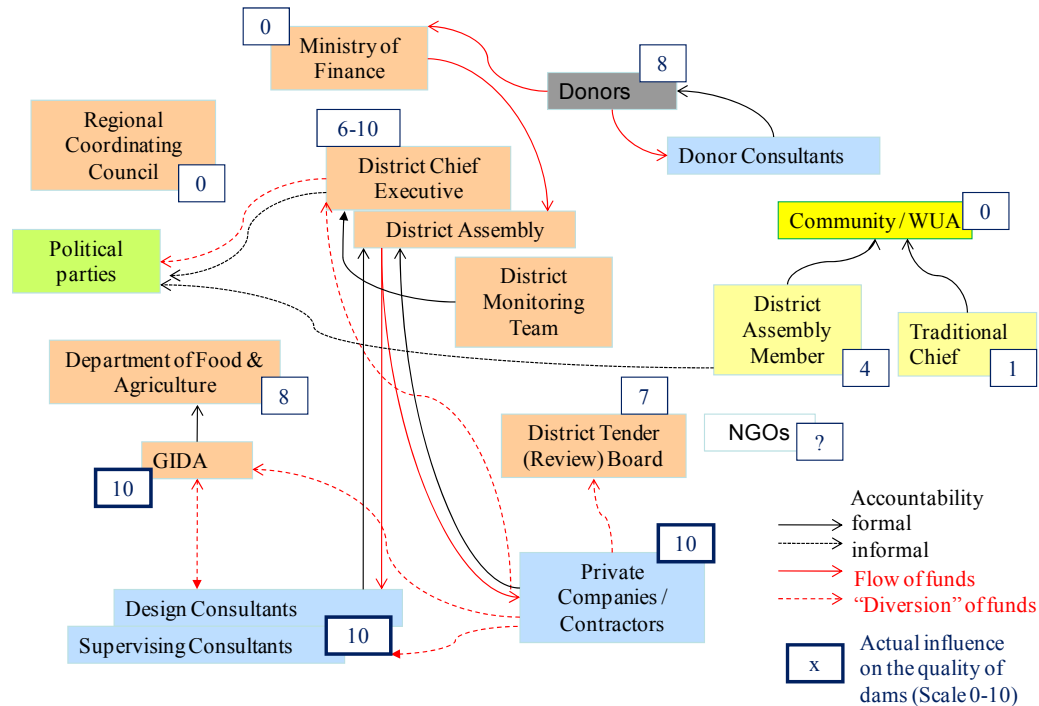 0
Ministry of
Finance
8
Donors
Donor Consultants
Regional
Coordinating
Council
0
6-10
District Chief
Executive
District Assembly
Community / WUA
0
Political
parties
District
Monitoring
Team
District
Assembly
Member
4
Traditional
Chief
1
Department of Food &
Agriculture
8
GIDA
10
7
District Tender
(Review) Board
NGOs
?
10
Private
Companies /
Contractors
Design Consultants
Supervising Consultants
10
Accountability
formal
informal
Flow of funds
“Diversion” of funds
x
Actual influence
on the quality of
dams (Scale 0-10)